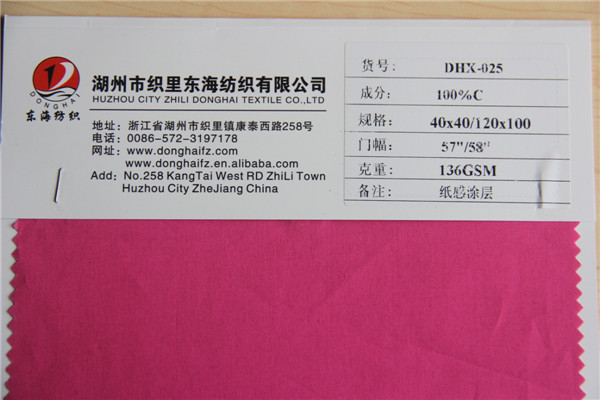 DONGHAI
东海纺织
湖州市织里东海纺织有限公司
HUZHOU CITY ZHILI DONGHAI TEXTILE CO.,LTD
地址：浙江省湖州市织里镇康泰西路258号
电话：0086-572-3197178
网址：www.donghaifz.com
www.donghaifz.en.alibaba.com
Add: No.258 KangTai West RD ZhiLi Town
Huzhou City ZheJiang China
货号: DHX-025
成分: 100%C
规格: 40x40/120x100
门幅: 57"/58"
克重: 136GSM
备注: 纸感涂层